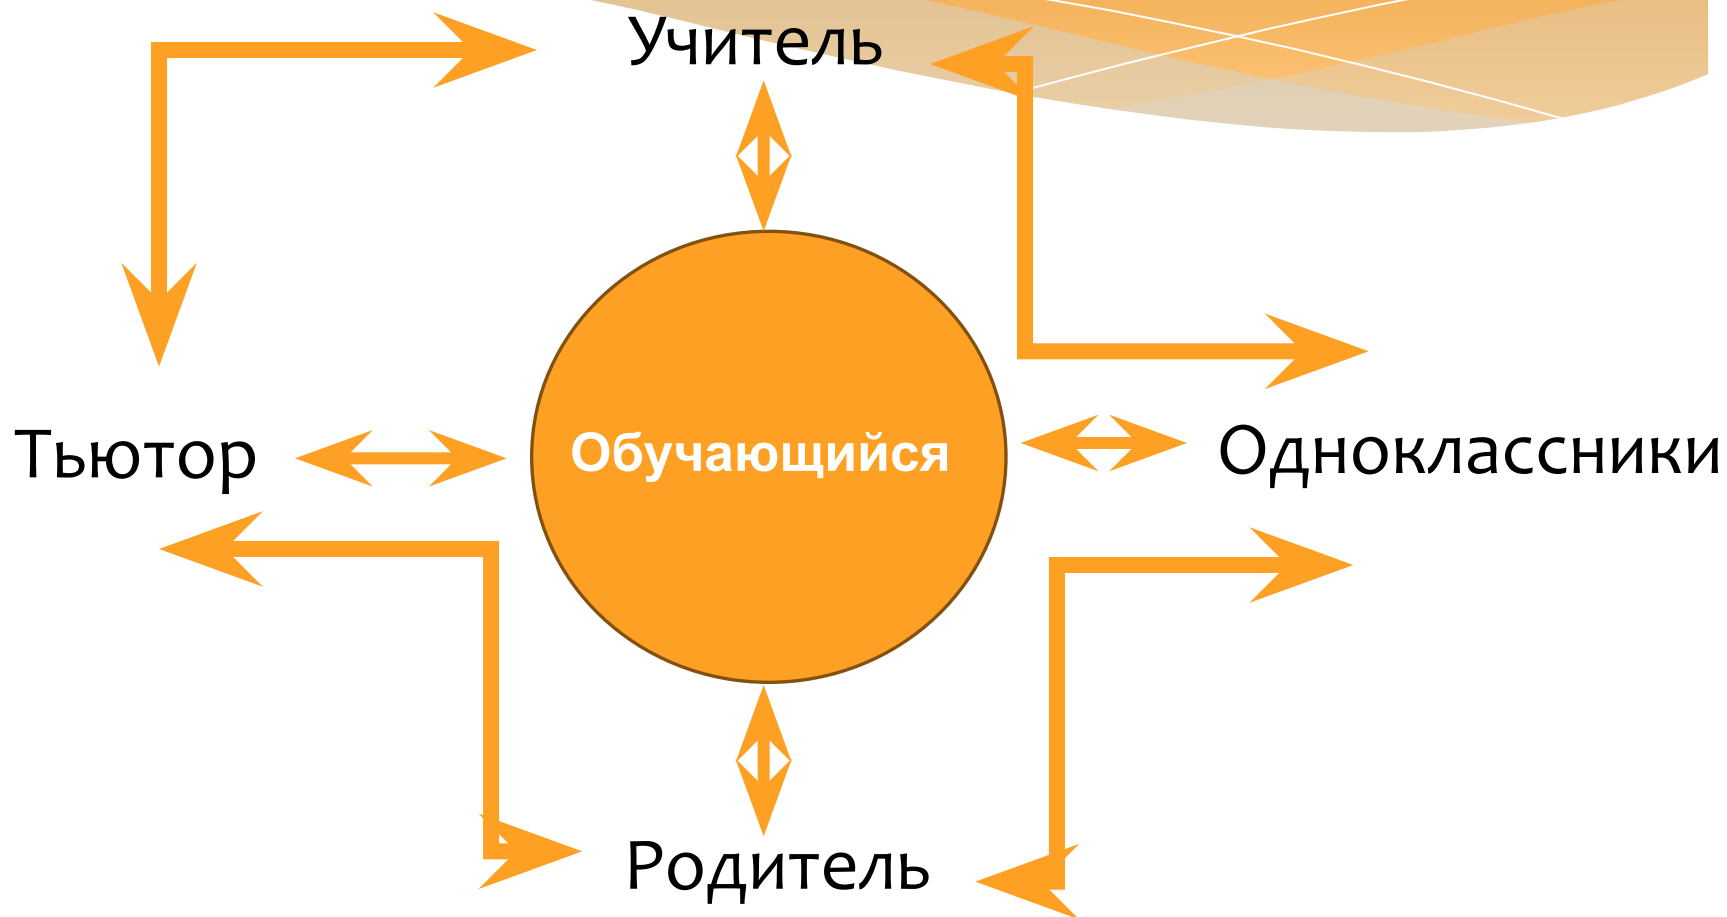 Учитель
Тьютор
Обучающийся
Одноклассники
Родитель